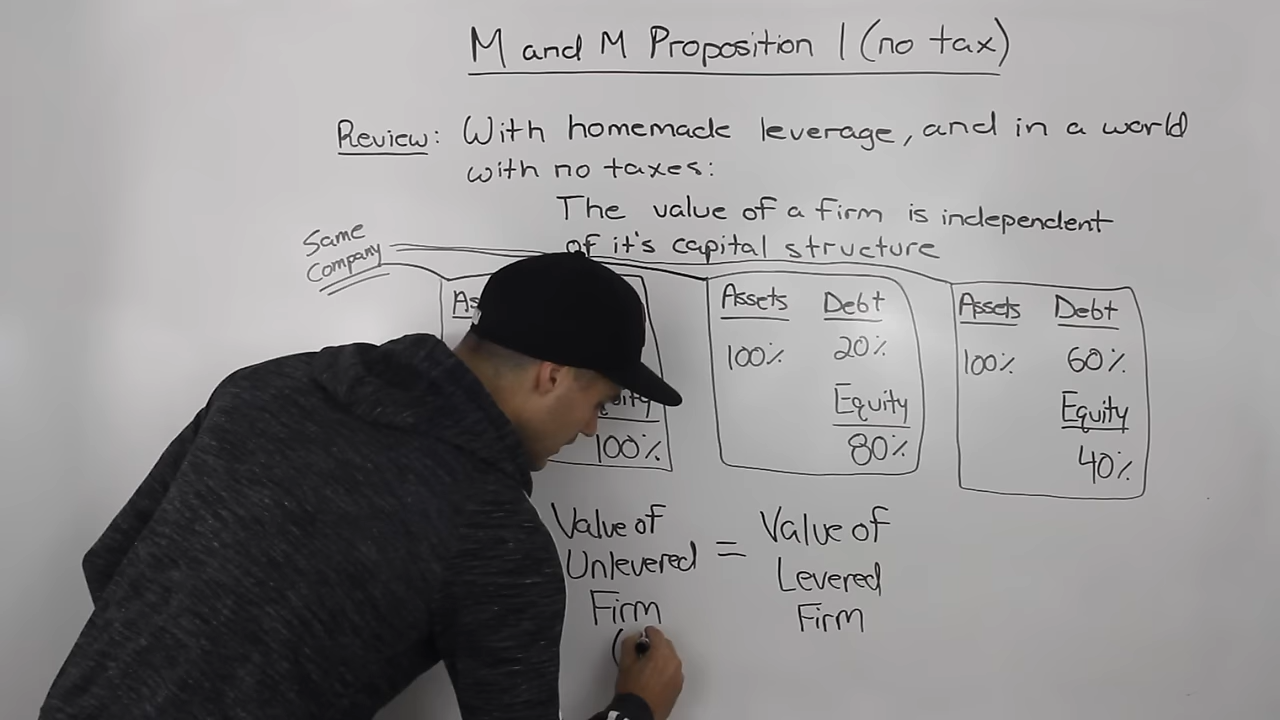 M and M Proposition 1 (no tax)
Review: With homemade leverage, and in a world
with no taxes:
The value of a firm is independent
of it's capital structure
Same
Company
As
100%
Assets Debt
100% 20%
Equity
80%
Assets Debt
100% 60%
Equity
40%
Value of
Unlevered
Firm
(
=
Value of
Levered
Firm